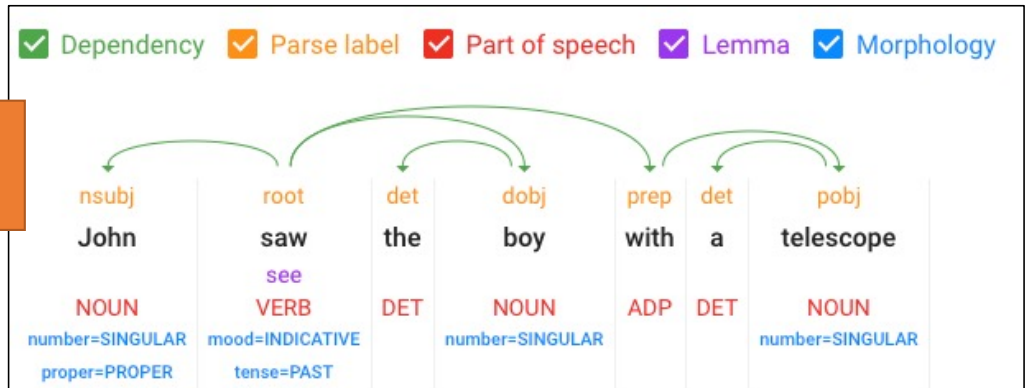 Dependency Parse label Part of speech Lemma Morphology
nsubj root det dobj prep det pobj
John saw the boy with a telescope
see
NOUN VERB DET NOUN ADP DET NOUN
number=SINGULAR mood=INDICATIVE number=SINGULAR number=SINGULAR
proper=PROPER tense=PAST